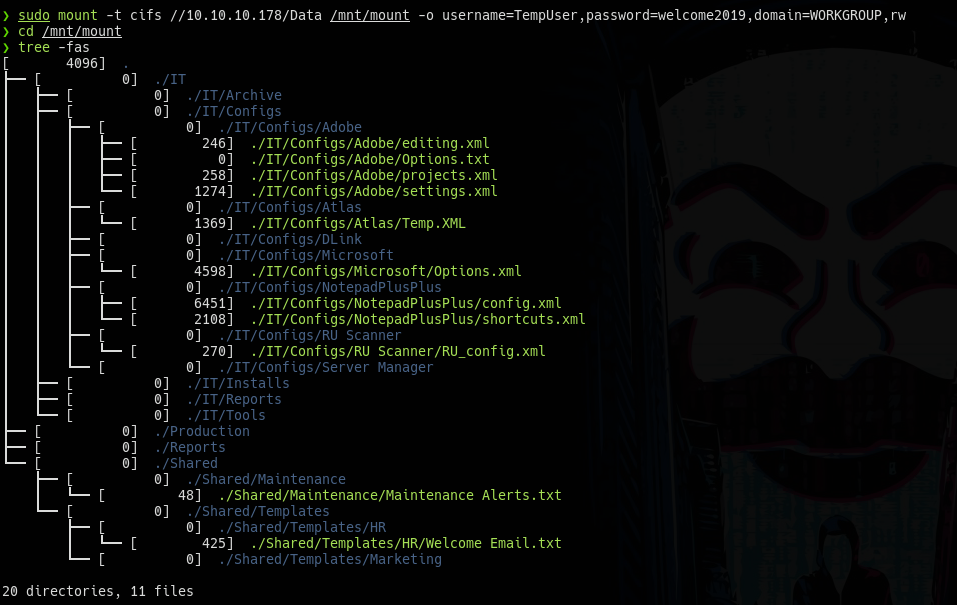 ❯ sudo mount -t cifs //10.10.10.178/Data /mnt/mount -o username=TempUser,password=welcome2019,domain=WORKGROUP,rw
❯ cd /mnt/mount
❯ tree -fas
[       4096]  .
├── [          0]  ./IT
│   ├── [          0]  ./IT/Archive
│   ├── [          0]  ./IT/Configs
│   │   ├── [          0]  ./IT/Configs/Adobe
│   │   │   ├── [        246]  ./IT/Configs/Adobe/editing.xml
│   │   │   ├── [          0]  ./IT/Configs/Adobe/Options.txt
│   │   │   ├── [        258]  ./IT/Configs/Adobe/projects.xml
│   │   │   └── [       1274]  ./IT/Configs/Adobe/settings.xml
│   │   ├── [          0]  ./IT/Configs/Atlas
│   │   │   └── [       1369]  ./IT/Configs/Atlas/Temp.XML
│   │   ├── [          0]  ./IT/Configs/DLink
│   │   ├── [          0]  ./IT/Configs/Microsoft
│   │   │   └── [       4598]  ./IT/Configs/Microsoft/Options.xml
│   │   ├── [          0]  ./IT/Configs/NotepadPlusPlus
│   │   │   ├── [       6451]  ./IT/Configs/NotepadPlusPlus/config.xml
│   │   │   └── [       2108]  ./IT/Configs/NotepadPlusPlus/shortcuts.xml
│   │   ├── [          0]  ./IT/Configs/RU Scanner
│   │   │   └── [        270]  ./IT/Configs/RU Scanner/RU_config.xml
│   │   └── [          0]  ./IT/Configs/Server Manager
│   ├── [          0]  ./IT/Installs
│   ├── [          0]  ./IT/Reports
│   └── [          0]  ./IT/Tools
├── [          0]  ./Production
├── [          0]  ./Reports
└── [          0]  ./Shared
    ├── [          0]  ./Shared/Maintenance
    │   └── [         48]  ./Shared/Maintenance/Maintenance Alerts.txt
    └── [          0]  ./Shared/Templates
        ├── [          0]  ./Shared/Templates/HR
        │   └── [        425]  ./Shared/Templates/HR/Welcome Email.txt
        └── [          0]  ./Shared/Templates/Marketing
20 directories, 11 files